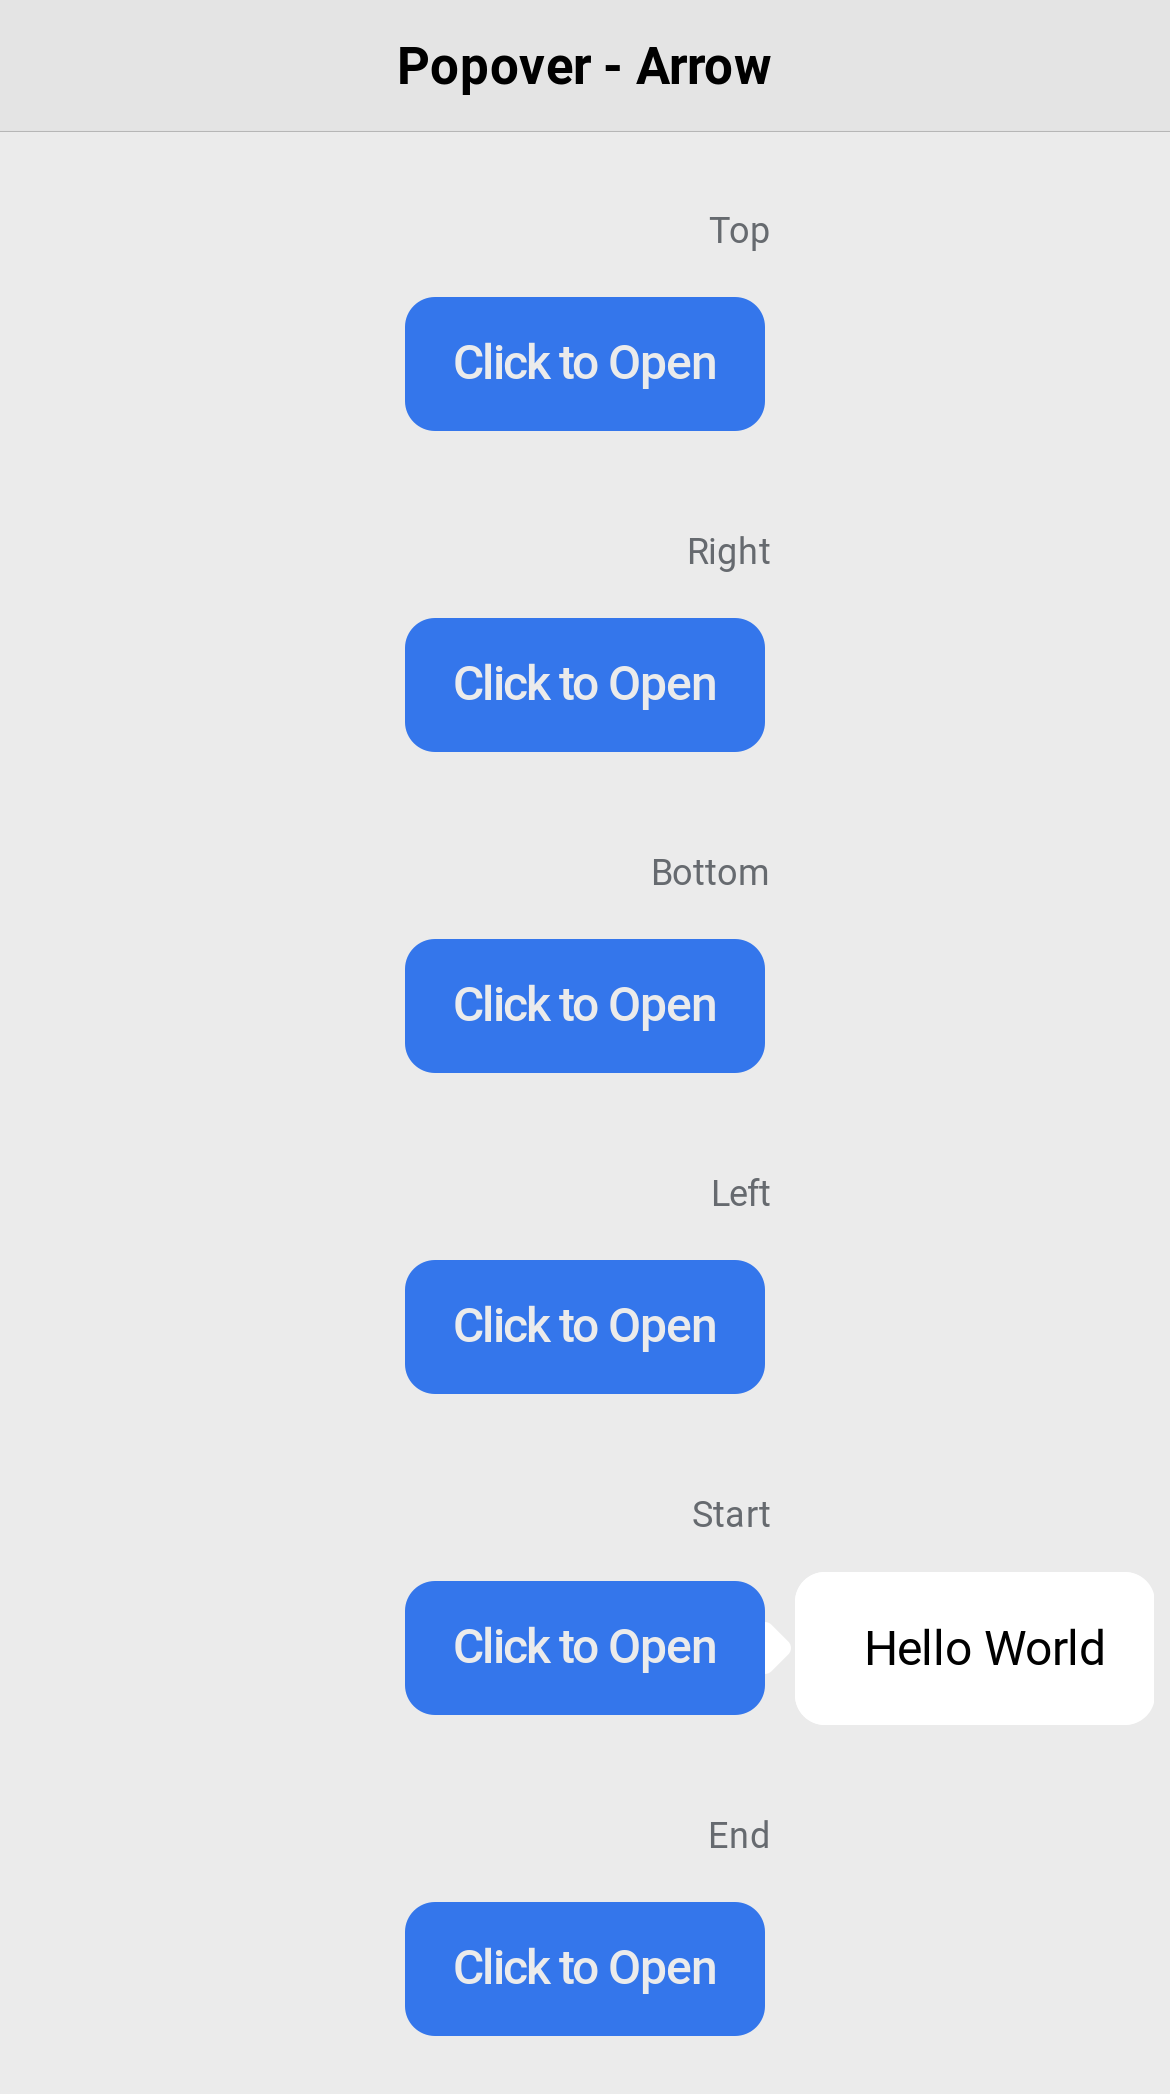 Popover - Arrow
Top
Click to Open
Right
Click to Open
Bottom
Click to Open
Left
Click to Open
Start
Click to Open
Hello World
End
Click to Open